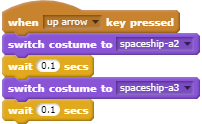 when up arrow key pressed
switch costume to spaceship-a2
wait 0.1 secs
switch costume to spaceship-a3
wait 0.1 secs